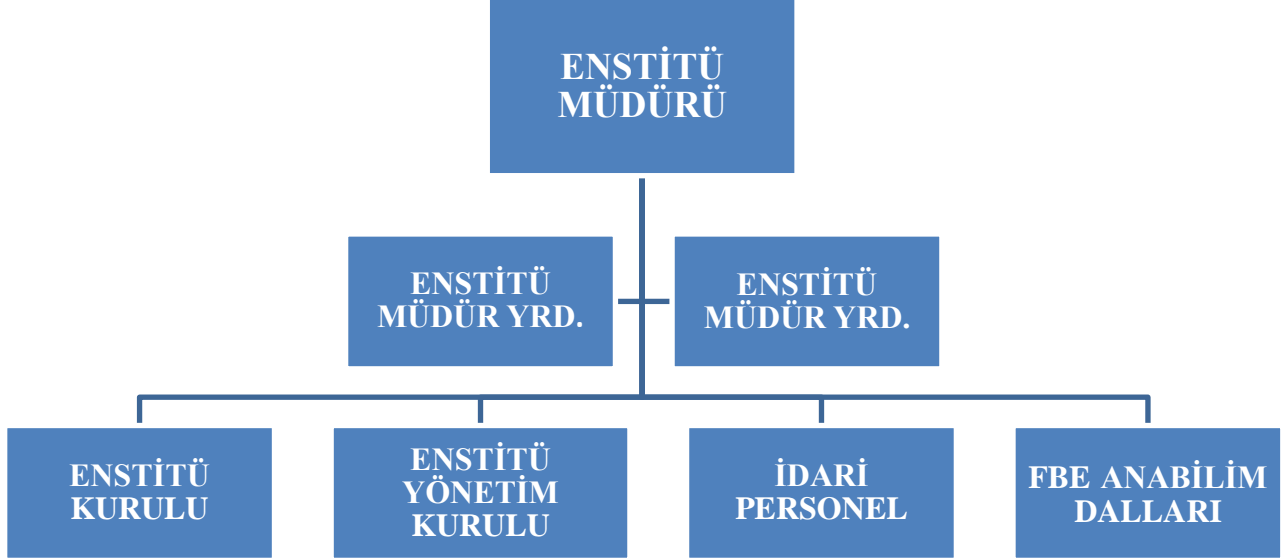 ENSTİTÜ
MÜDÜRÜ
ENSTİTÜ
MÜDÜR YRD.
ENSTİTÜ
MÜDÜR YRD.
ENSTİTÜ
KURULU
ENSTİTÜ
YÖNETİM
KURULU
İDARİ
PERSONEL
FBE ANABİLİM
DALLARI